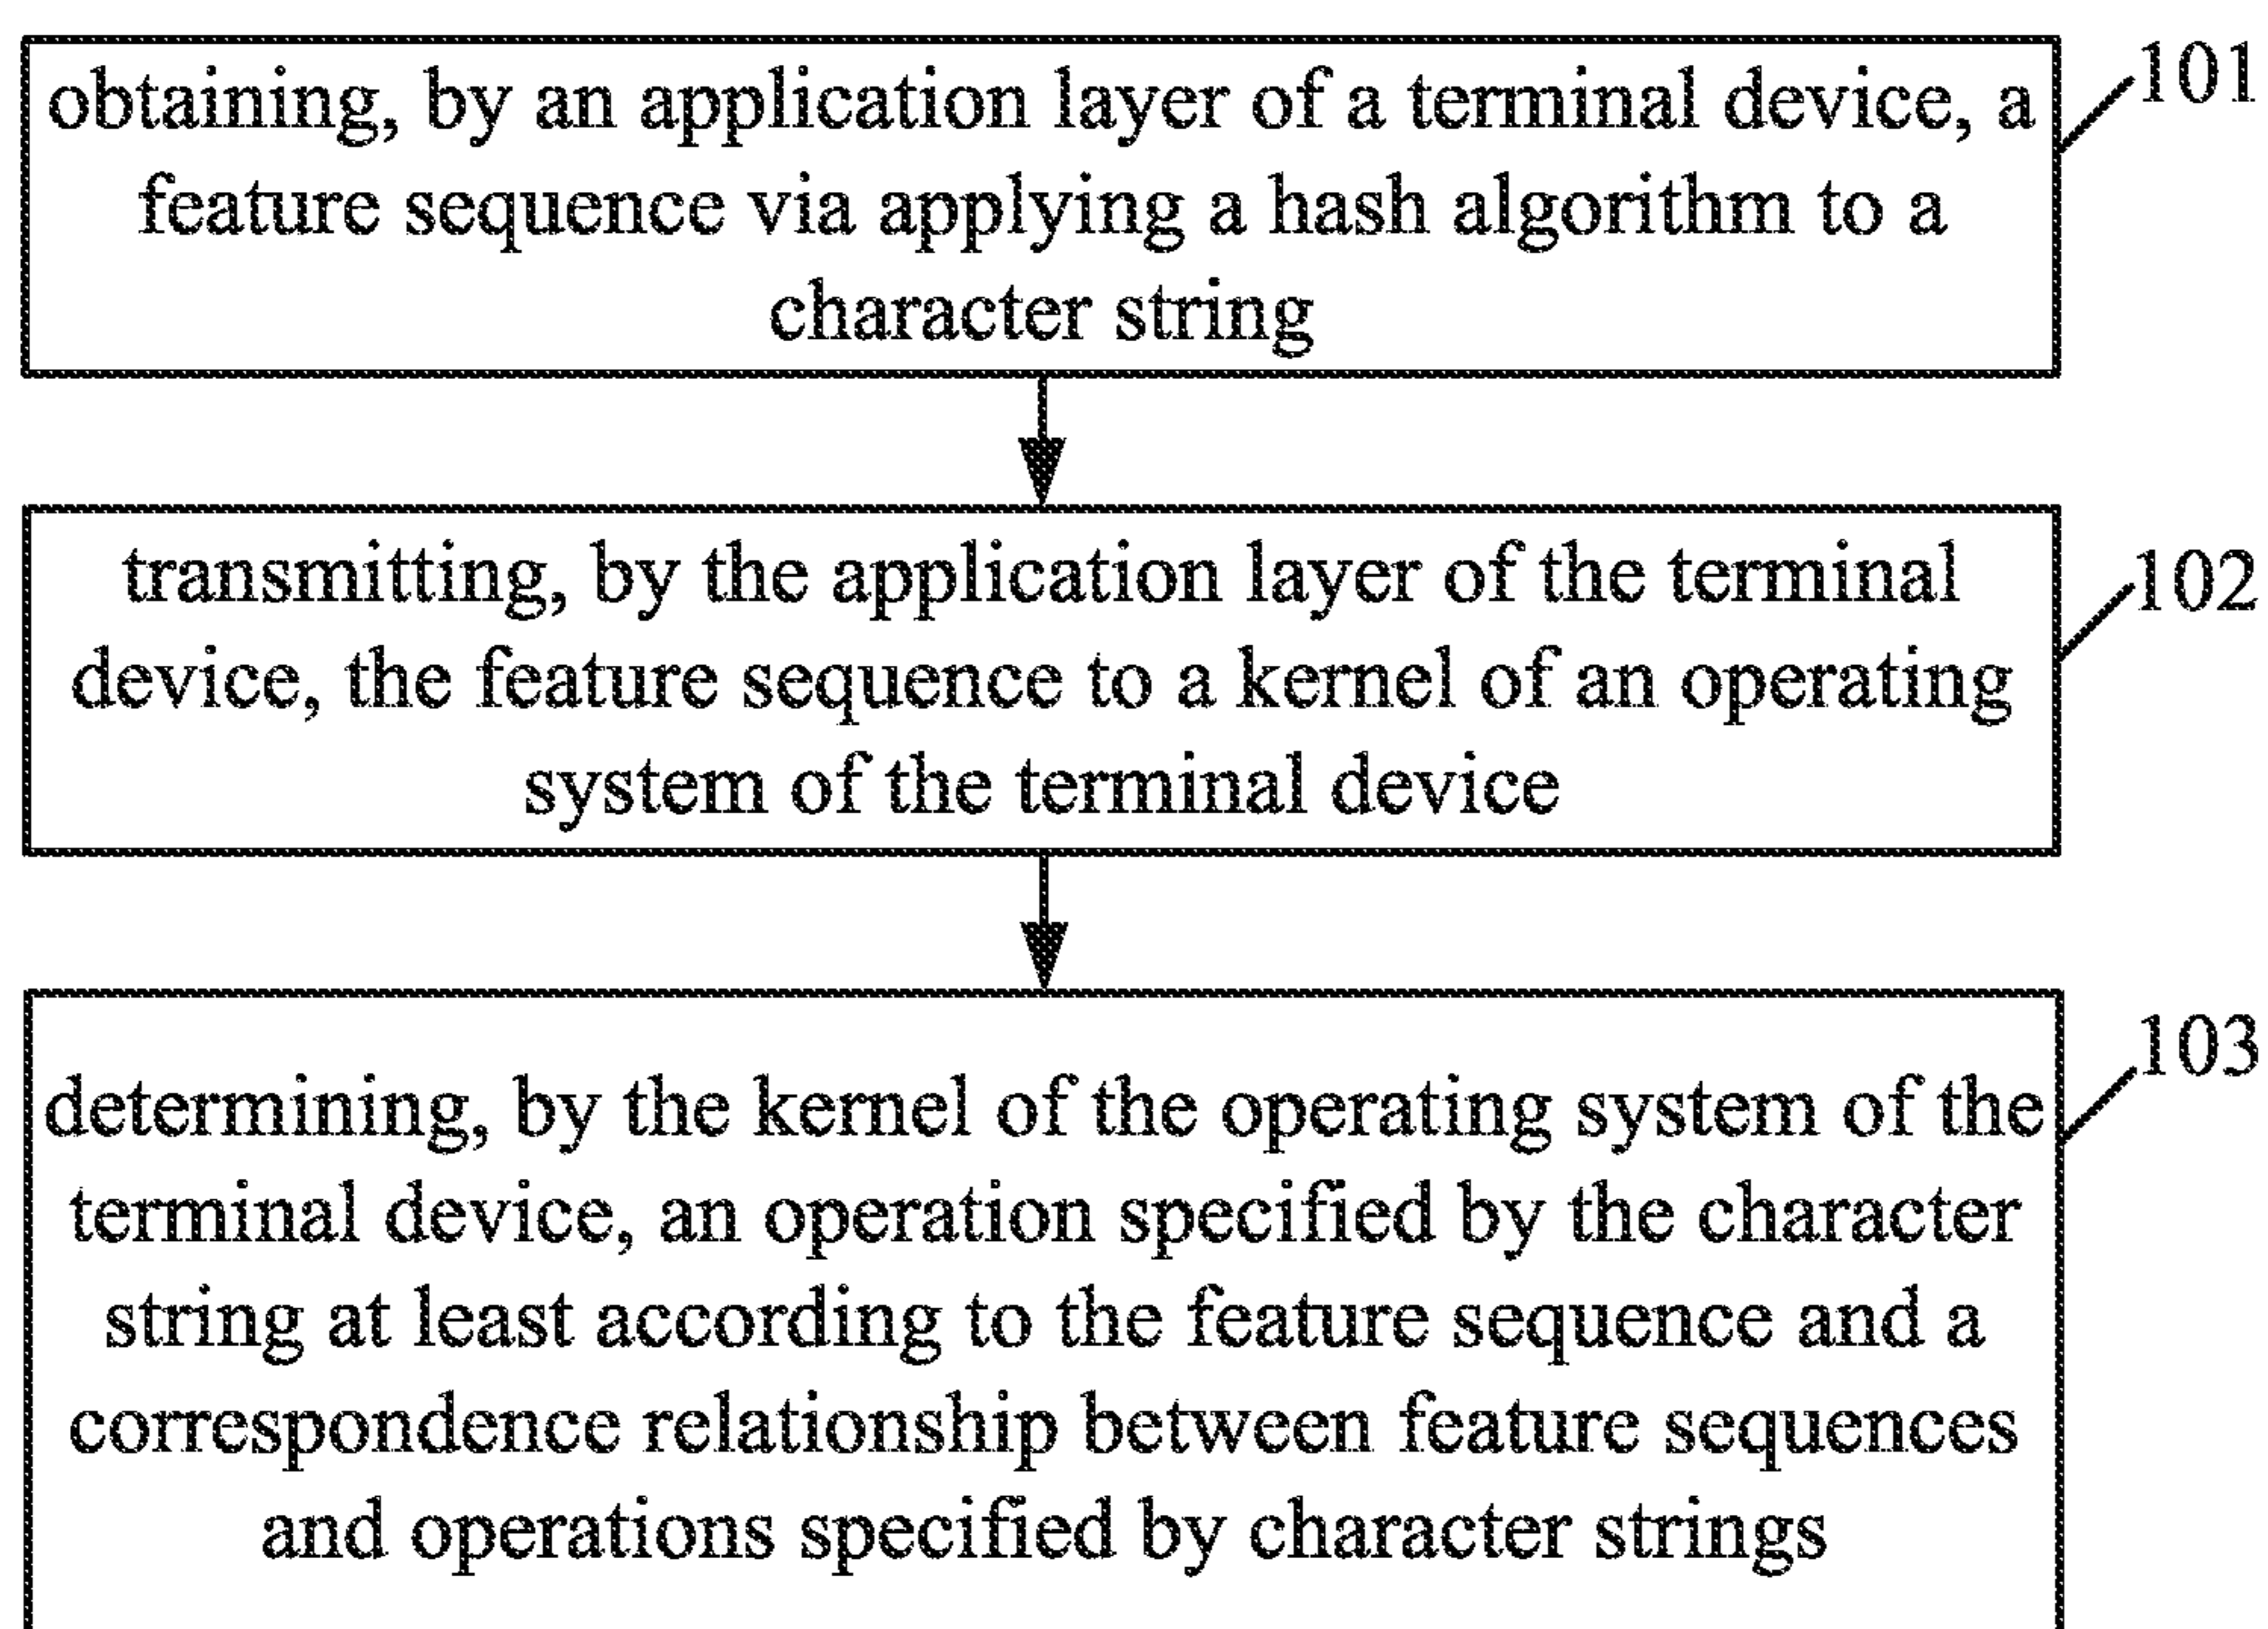 obtaining, by an application layer of a terminal device, a
feature sequence via applying a hash algorithm to a
character string
101
transmitting, by the application layer of the terminal
device, the feature sequence to a kernel of an operating
system of the terminal device
102
determining, by the kernel of the operating system of the
terminal device, an operation specified by the character
string at least according to the feature sequence and a
correspondence relationship between feature sequences
and operations specified by character strings
103